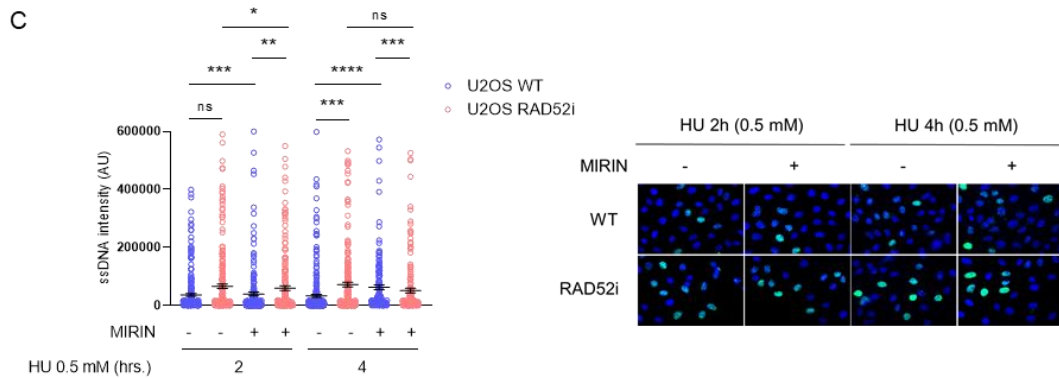 C
* ns
** ***
*** ****
ns ***
U2OS WT
U2OS RAD52i
600000
400000
200000
0
ssDNA intensity (AU)
MIRIN - - + + - - + +
HU 0.5 mM (hrs.) 2 4
HU 2h (0.5 mM) HU 4h (0.5 mM)
MIRIN - + - +
WT
RAD52i